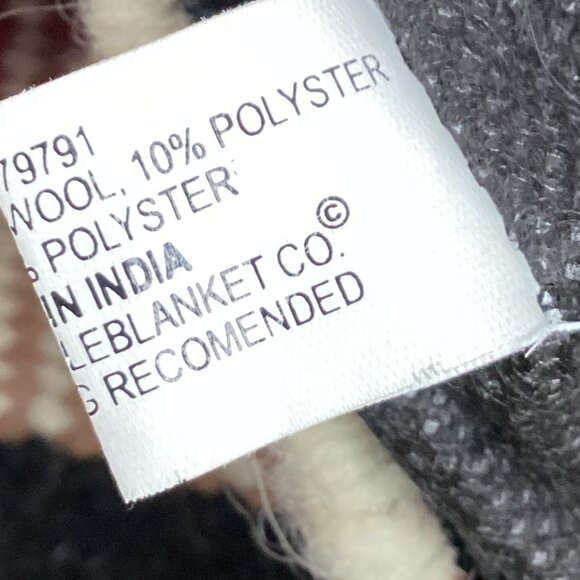 79791
WOOL, 10% POLYSTER
POLYSTER
IN INDIA ©
LEBLANKET CO.
RECOMENDED